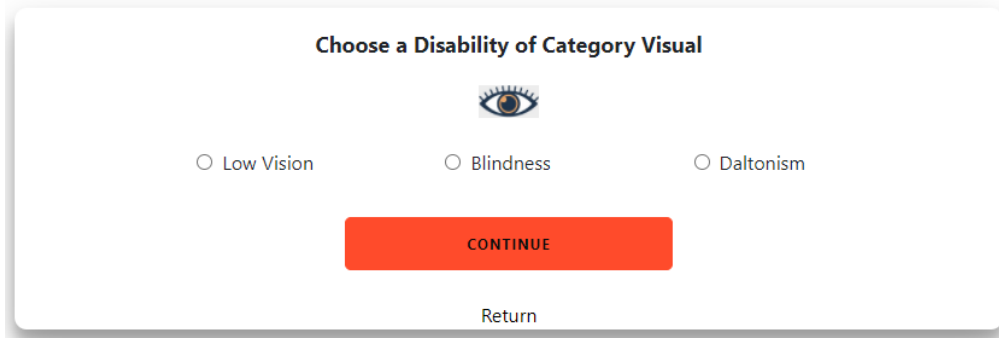 Choose a Disability of Category Visual
Low Vision Blindness Daltonism
CONTINUE
Return